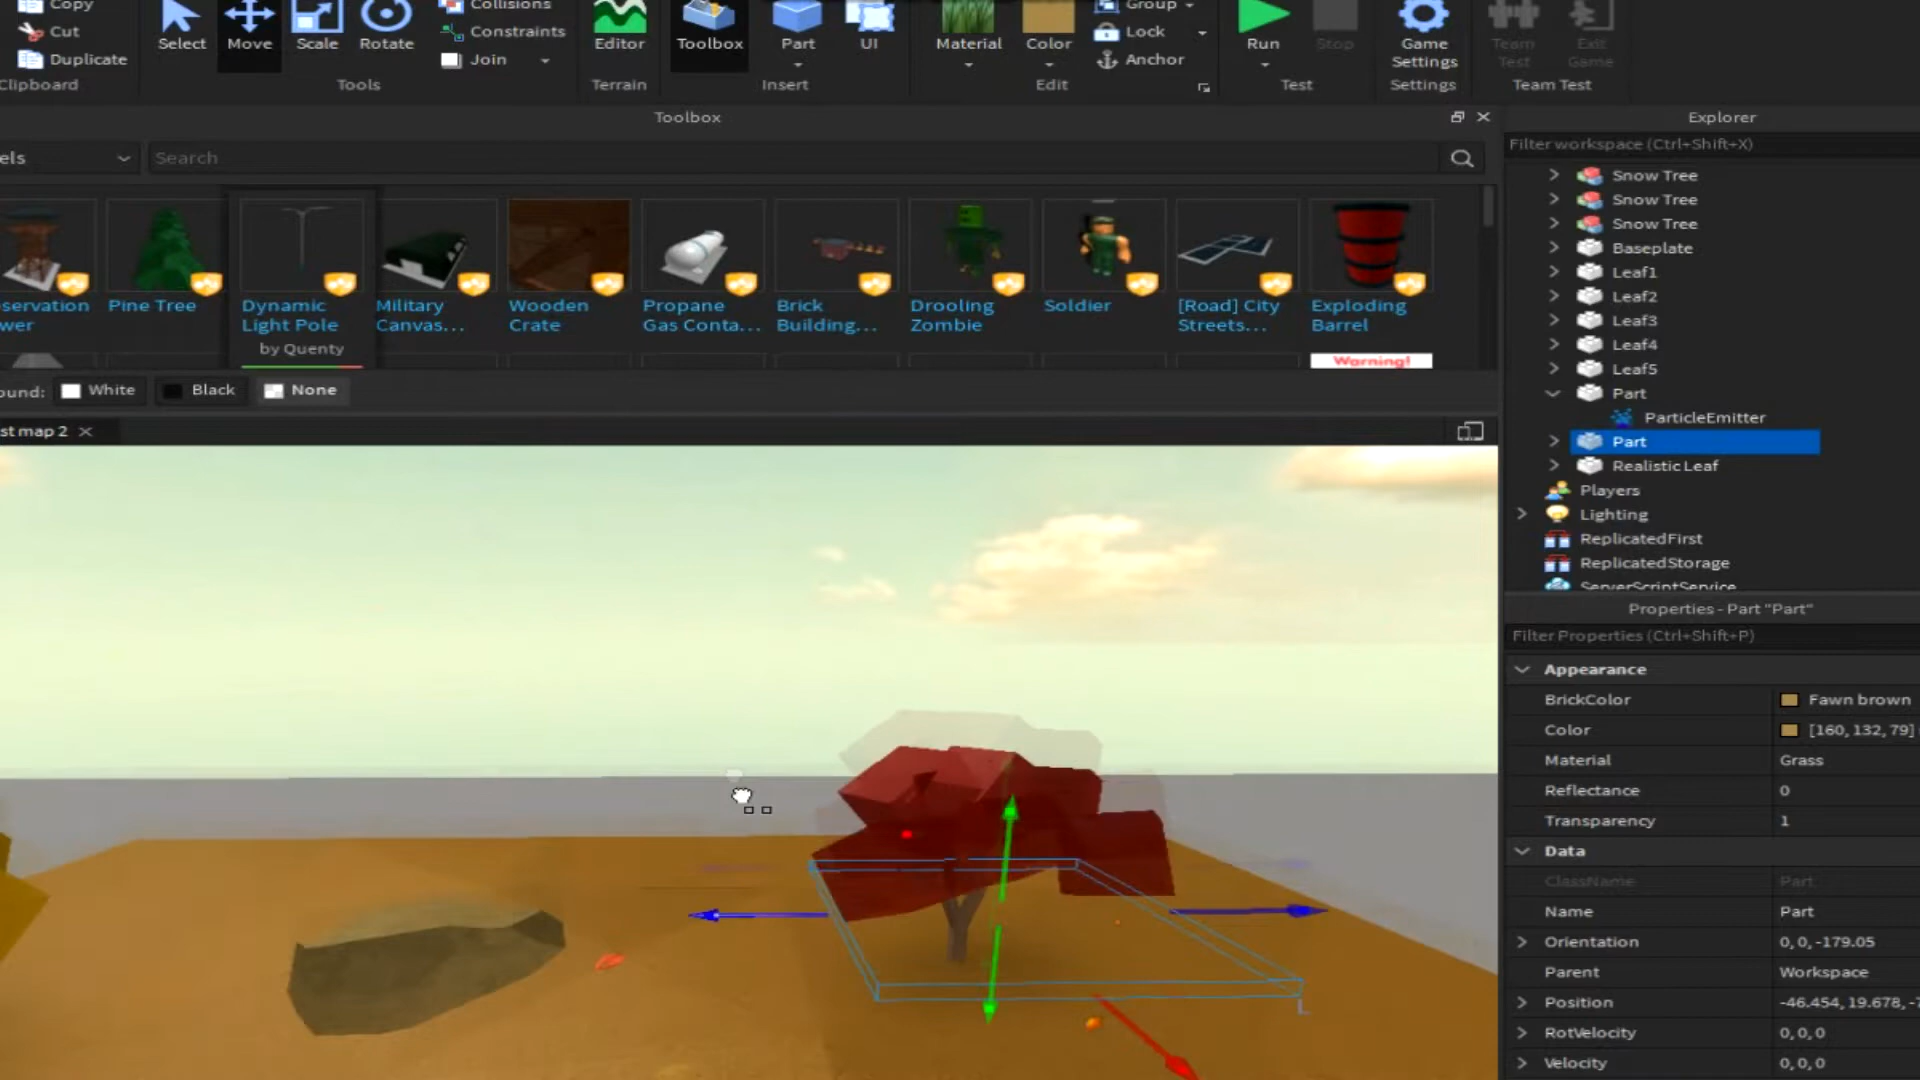 Copy
Cut
Duplicate
Clipboard
Select
Move
Scale
Rotate
Collisions
Constraints
Join
Tools
Editor
Terrain
Toolbox
Part
UI
Insert
Material
Color
Group
Lock
Anchor
Edit
Run
Stop
Test
Game
Settings
Settings
Team
Test
Exit
Game
Team Test
Toolbox
els
Search
servation
wer
Pine Tree
Dynamic
Light Pole
by Quenty
Military
Canvas...
Wooden
Crate
Propane
Gas Conta...
Brick
Building...
Drooling
Zombie
Soldier
[Road] City
Streets...
Exploding
Barrel
Warning!
ound:
White
Black
None
st map 2
Explorer
Filter workspace (Ctrl+Shift+X)
Snow Tree
Snow Tree
Snow Tree
Baseplate
Leaf1
Leaf2
Leaf3
Leaf4
Leaf5
Part
ParticleEmitter
Part
Realistic Leaf
Players
Lighting
ReplicatedFirst
ReplicatedStorage
ServerScriptService
Properties - Part "Part"
Filter Properties (Ctrl+Shift+P)
Appearance
BrickColor Fawn brown
Color [160, 132, 79]
Material Grass
Reflectance 0
Transparency 1
Data
ClassName Part
Name Part
Orientation 0, 0, -179.05
Parent Workspace
Position -46.454, 19.678, -7
RotVelocity 0, 0, 0
Velocity 0, 0, 0
L